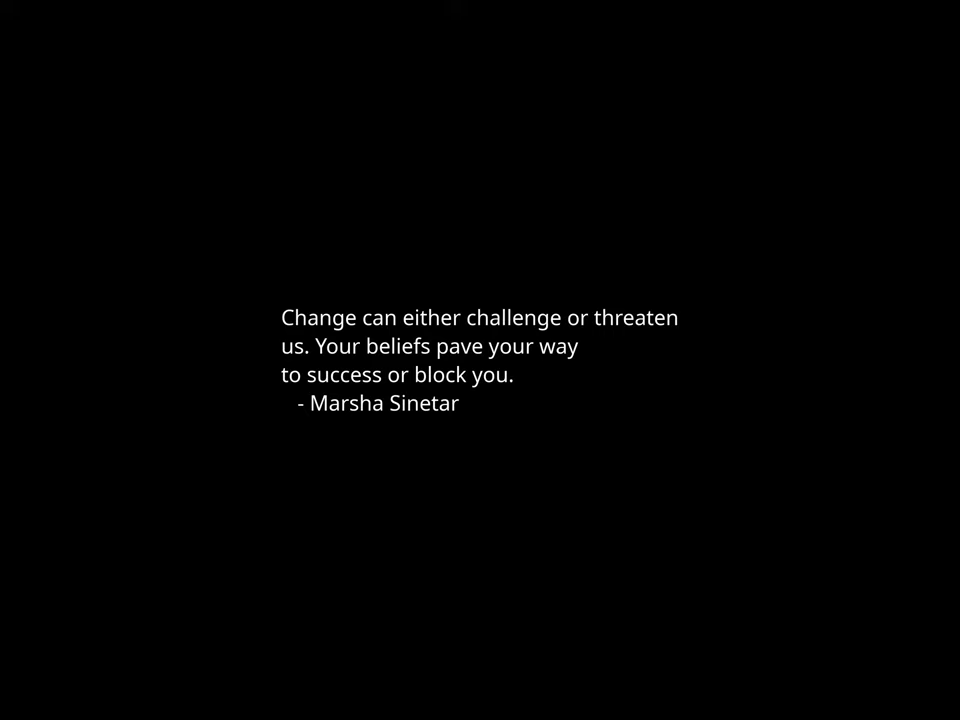 Change can either challenge or threaten
us. Your beliefs pave your way
to success or block you.
- Marsha Sinetar